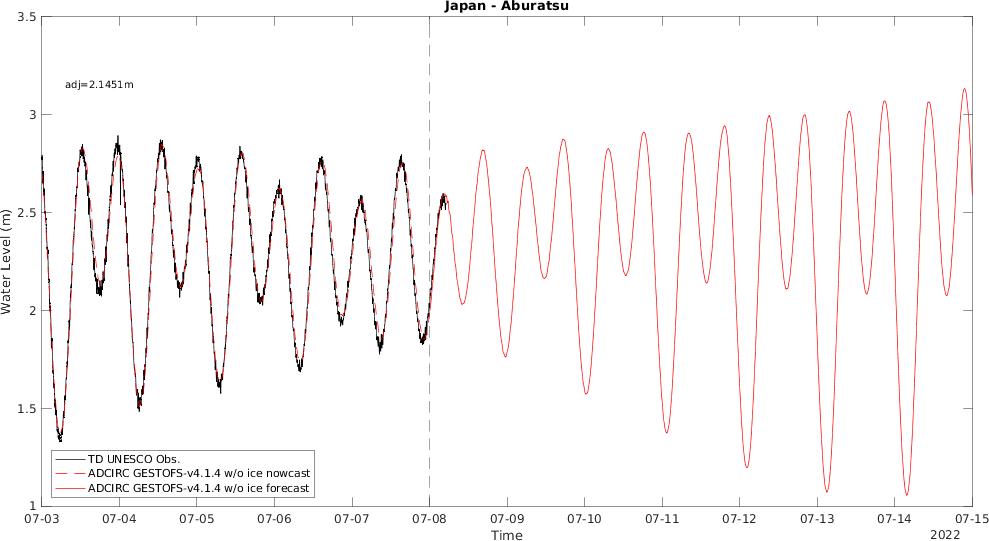 Japan - Aburatsu
3.5
adj=2.1451m
3
2.5
Water Level (m)
2
1.5
TD UNESCO Obs.
ADCIRC GESTOFS-v4.1.4 w/o ice nowcast
ADCIRC GESTOFS-v4.1.4 w/o ice forecast
1
07-03 07-04 07-05 07-06 07-07 07-08 07-09 07-10 07-11 07-12 07-13 07-14 07-15
Time
2022